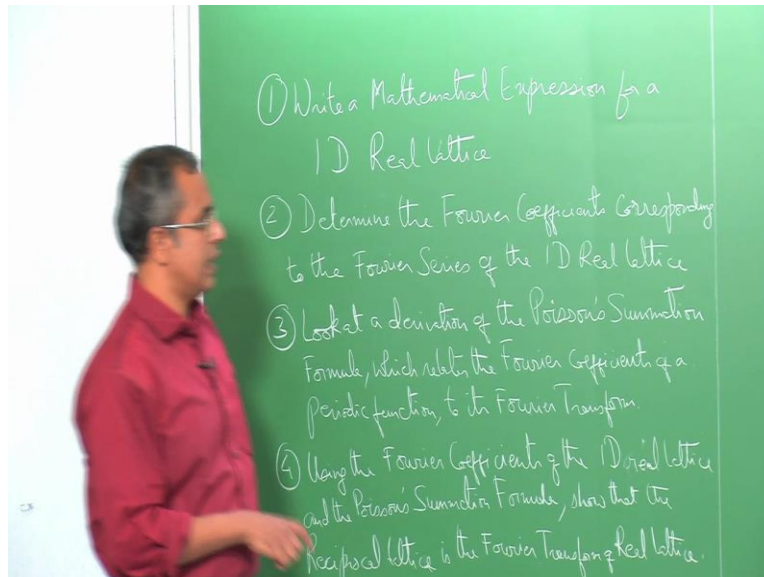 ① Write a Mathematical Expression for a
1D Real lattice
② Determine the Fourier Coefficients Corresponding
to the Fourier Series of the 1D Real lattice
③ Look at a derivation of the Poisson's Summation
Formula, which relates the Fourier Coefficients of a
Periodic function, to its Fourier Transform.
④ Using the Fourier Coefficients of the 1D real lattice
and the Poisson's Summation Formula, show that the
Reciprocal lattice is the Fourier Transform of Real lattice.